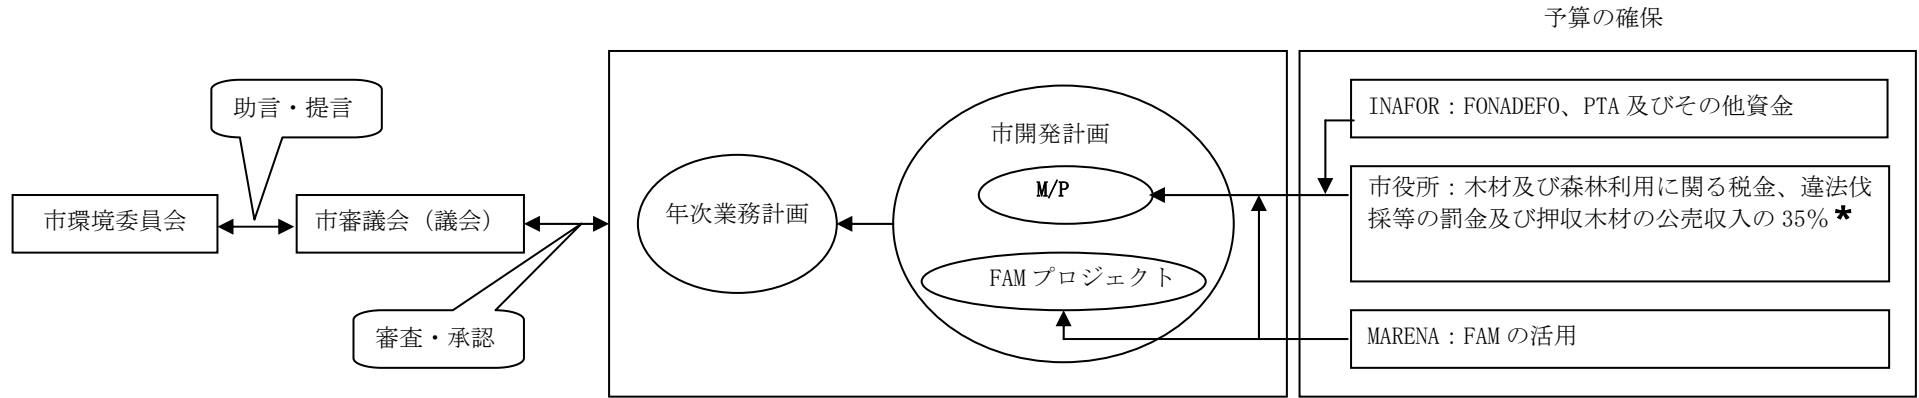 予算の確保
助言・提言
市環境委員会
市審議会（議会）
審査・承認
年次業務計画
市開発計画
M/P
FAMプロジェクト
INAFOR：FONADEFO、PTA 及びその他資金
市役所：木材及び森林利用に関る税金、違法伐
採等の罰金及び押収木材の公売収入の 35％*
MARENA：FAM の活用